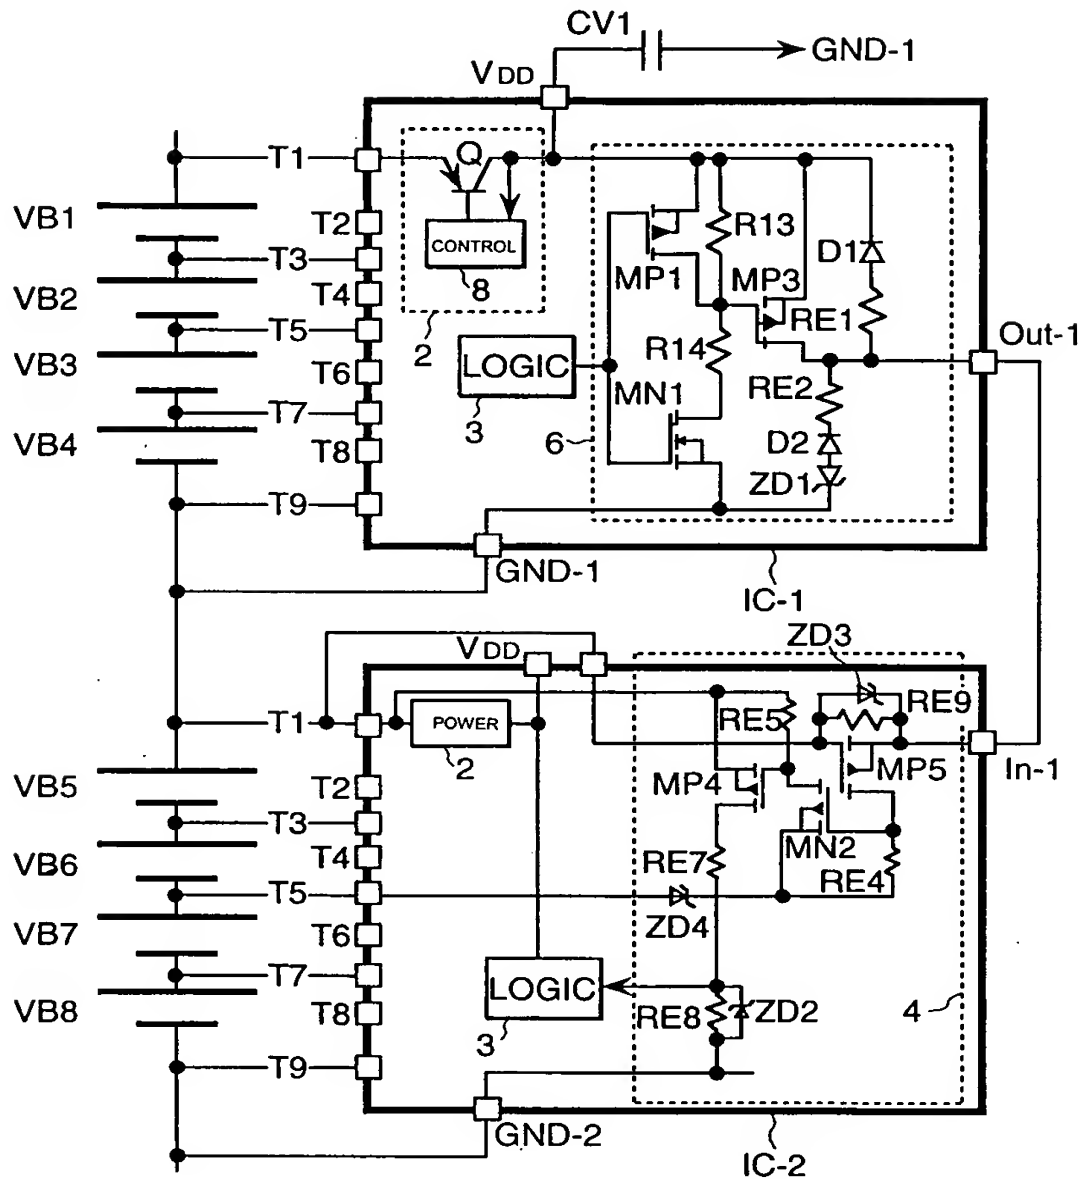 CV1
GND-1
VDD
T1
Q
VB1
T2
CONTROL
R13
D1
T3
8
MP1
MP3
VB2
T4
RE1
T5
2
Out-1
VB3
R14
T6
LOGIC
RE2
T7
3
MN1
VB4
T8
6
D2
ZD1
T9
GND-1
IC-1
ZD3
VDD
T1
POWER
RE5
RE9
2
MP4
MP5
In-1
VB5
T2
T3
MN2
VB6
T4
RE7
RE4
T5
ZD4
VB7
T6
T7
LOGIC
VB8
T8
3
RE8
ZD2
4
T9
GND-2
IC-2